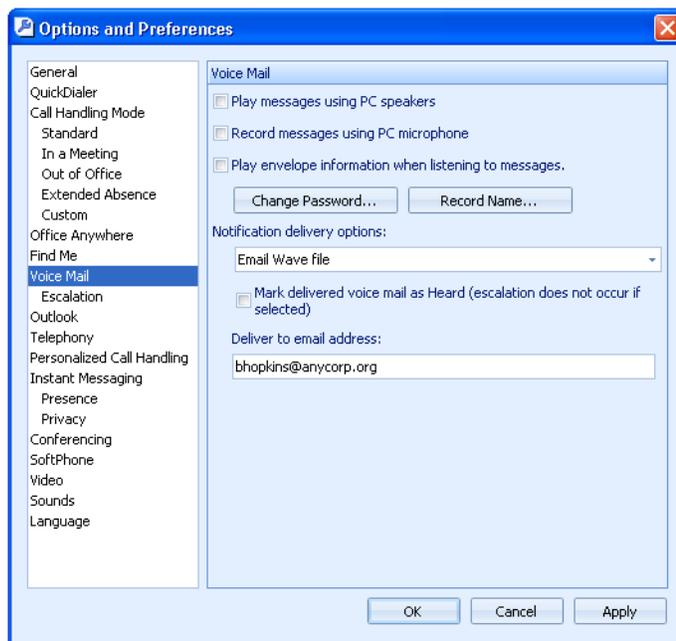 Options and Preferences
General
QuickDialer
Call Handling Mode
Standard
In a Meeting
Out of Office
Extended Absence
Custom
Office Anywhere
Find Me
Voice Mail
Escalation
Outlook
Telephony
Personalized Call Handling
Instant Messaging
Presence
Privacy
Conferencing
SoftPhone
Video
Sounds
Language
Voice Mail
Play messages using PC speakers
Record messages using PC microphone
Play envelope information when listening to messages.
Change Password... Record Name...
Notification delivery options:
Email Wave file
Mark delivered voice mail as Heard (escalation does not occur if
selected)
Deliver to email address:
bhopkins@anycorp.org
OK Cancel Apply